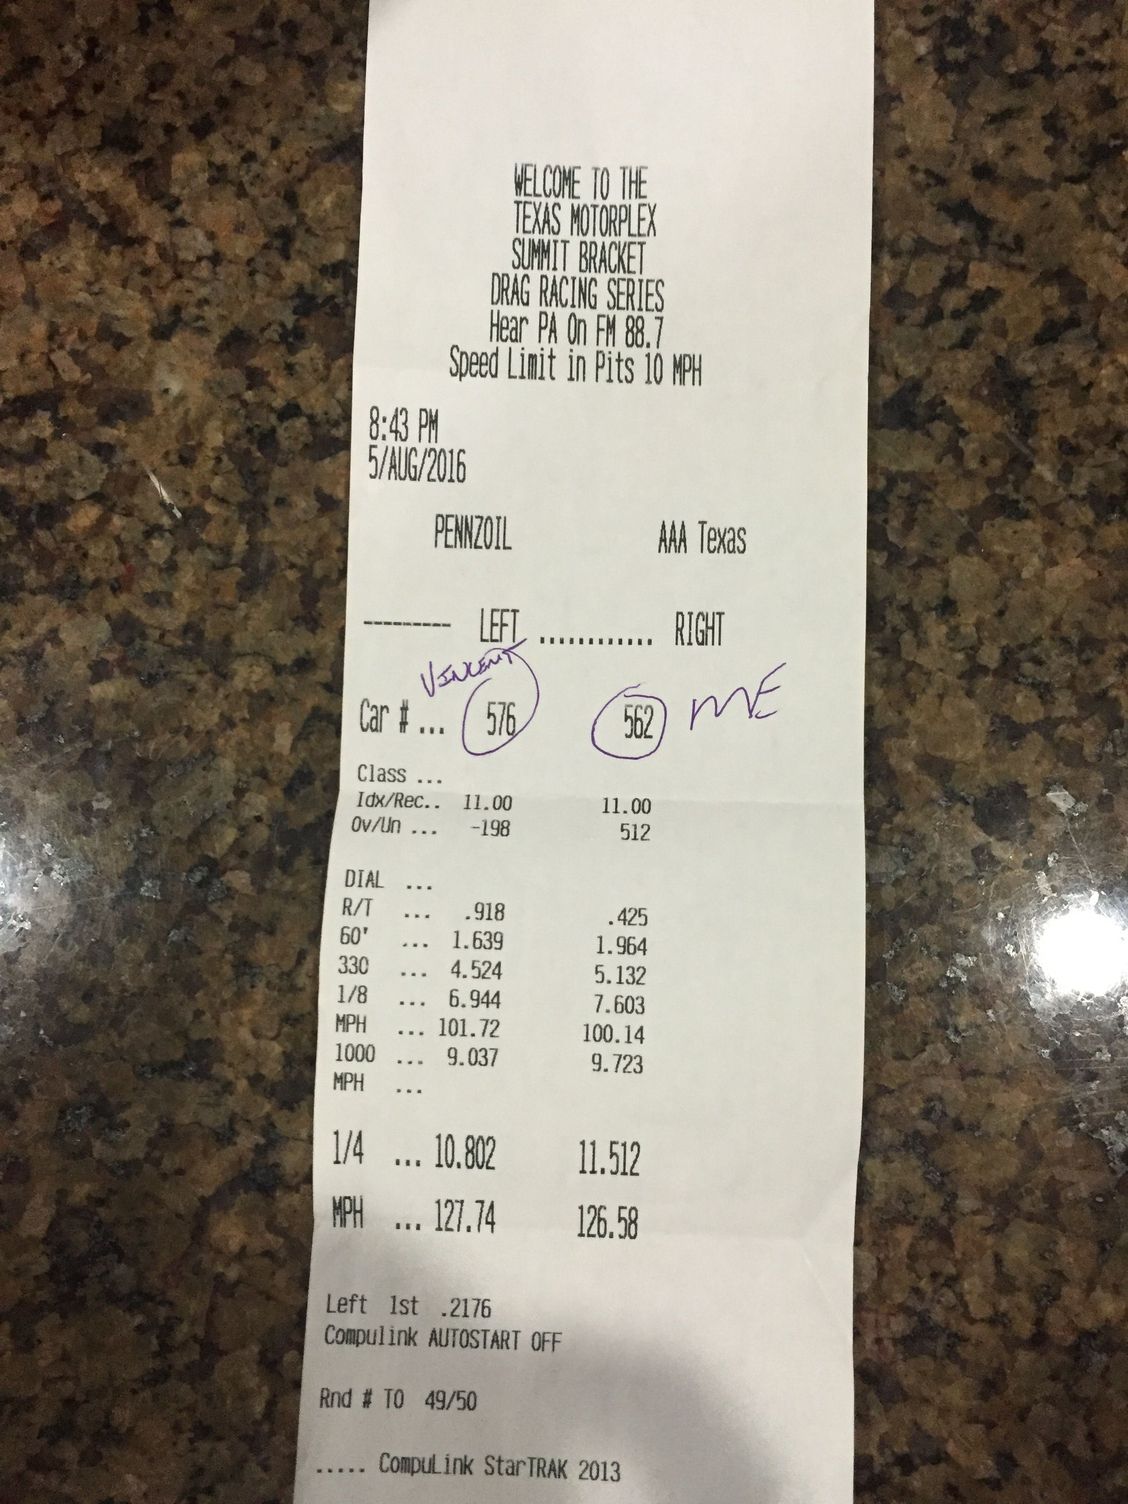 WELCOME TO THE
TEXAS MOTORPLEX
SUMMIT BRACKET
DRAG RACING SERIES
Hear PA On FM 88.7
Speed Limit in Pits 10 MPH
8:43 PM
5/AUG/2016
PENNZOIL AAA Texas
--------- LEFT ............ RIGHT
VINCENT
Car # ... 576 562 ME
Class ...
Idx/Rec.. 11.00 11.00
Ov/Un ... -198 512
DIAL ...
R/T ... .918 .425
60' ... 1.639 1.964
330 ... 4.524 5.132
1/8 ... 6.944 7.603
MPH ... 101.72 100.14
1000 ... 9.037 9.723
MPH ...
1/4 ... 10.802 11.512
MPH ... 127.74 126.58
Left 1st .2176
Compulink AUTOSTART OFF
Rnd # TO 49/50
..... CompuLink StarTRAK 2013